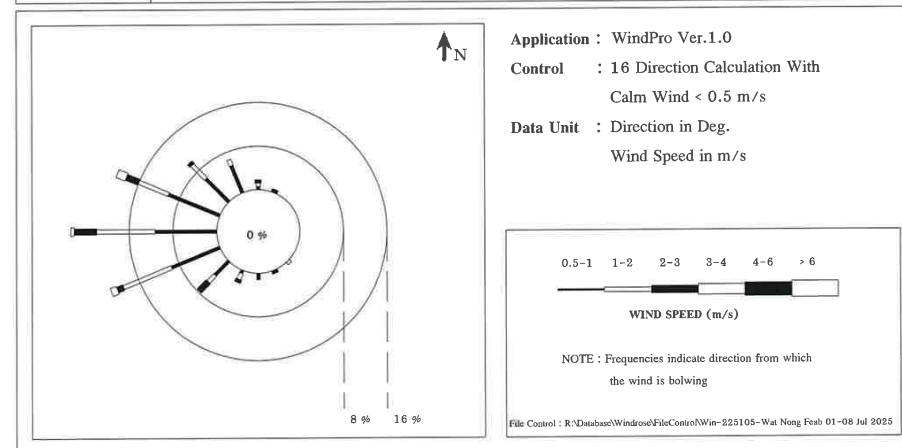 N
Application : WindPro Ver.1.0
Control : 16 Direction Calculation With
Calm Wind < 0.5 m/s
Data Unit : Direction in Deg.
Wind Speed in m/s
0 %
8 % 16 %
0.5-1 1-2 2-3 3-4 4-6 > 6
WIND SPEED (m/s)
NOTE : Frequencies indicate direction from which
the wind is bolwing
File Control : R:\Database\Windrose\FileControl\Win-225105-Wat Nong Feab 01-08 Jul 2025